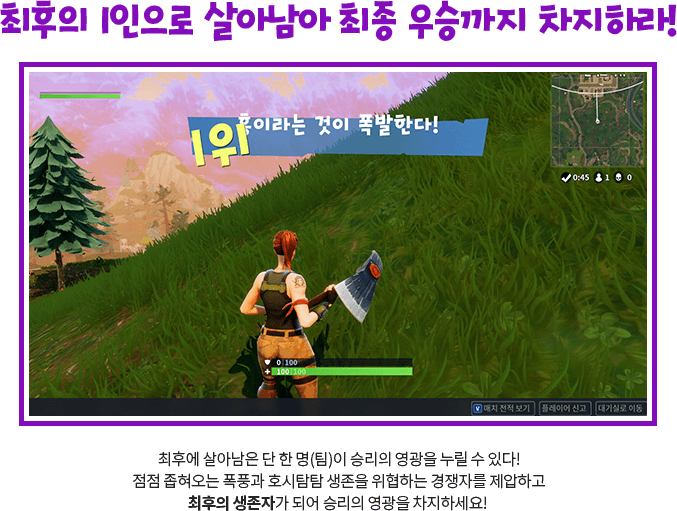 최후의 1인으로 살아남아 최종 우승까지 차지하라!
흥이라는 것이 폭발한다!
1위
0:45 1 0
0 | 100
100 | 100
V 매치 전적 보기 플레이어 신고 대기실로 이동
최후에 살아남은 단 한 명(팀)이 승리의 영광을 누릴 수 있다!
점점 좁혀오는 폭풍과 호시탐탐 생존을 위협하는 경쟁자를 제압하고
최후의 생존자가 되어 승리의 영광을 차지하세요!